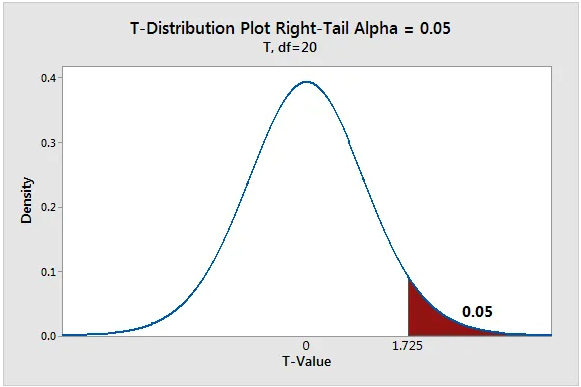 T-Distribution Plot Right-Tail Alpha = 0.05
T, df=20
0.4
0.3
Density
0.2
0.1
0.05
0.0
0
1.725
T-Value